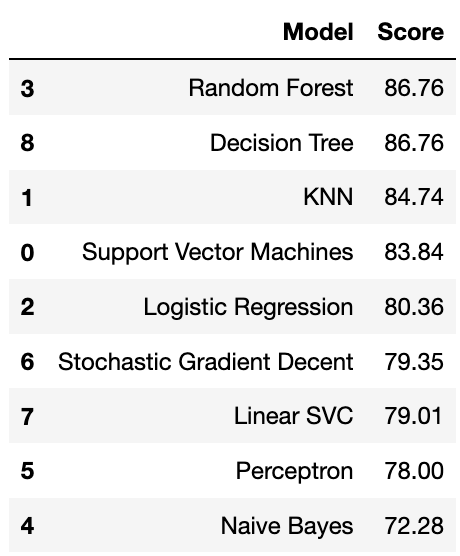 Model Score
3 Random Forest 86.76
8 Decision Tree 86.76
1 KNN 84.74
0 Support Vector Machines 83.84
2 Logistic Regression 80.36
6 Stochastic Gradient Decent 79.35
7 Linear SVC 79.01
5 Perceptron 78.00
4 Naive Bayes 72.28